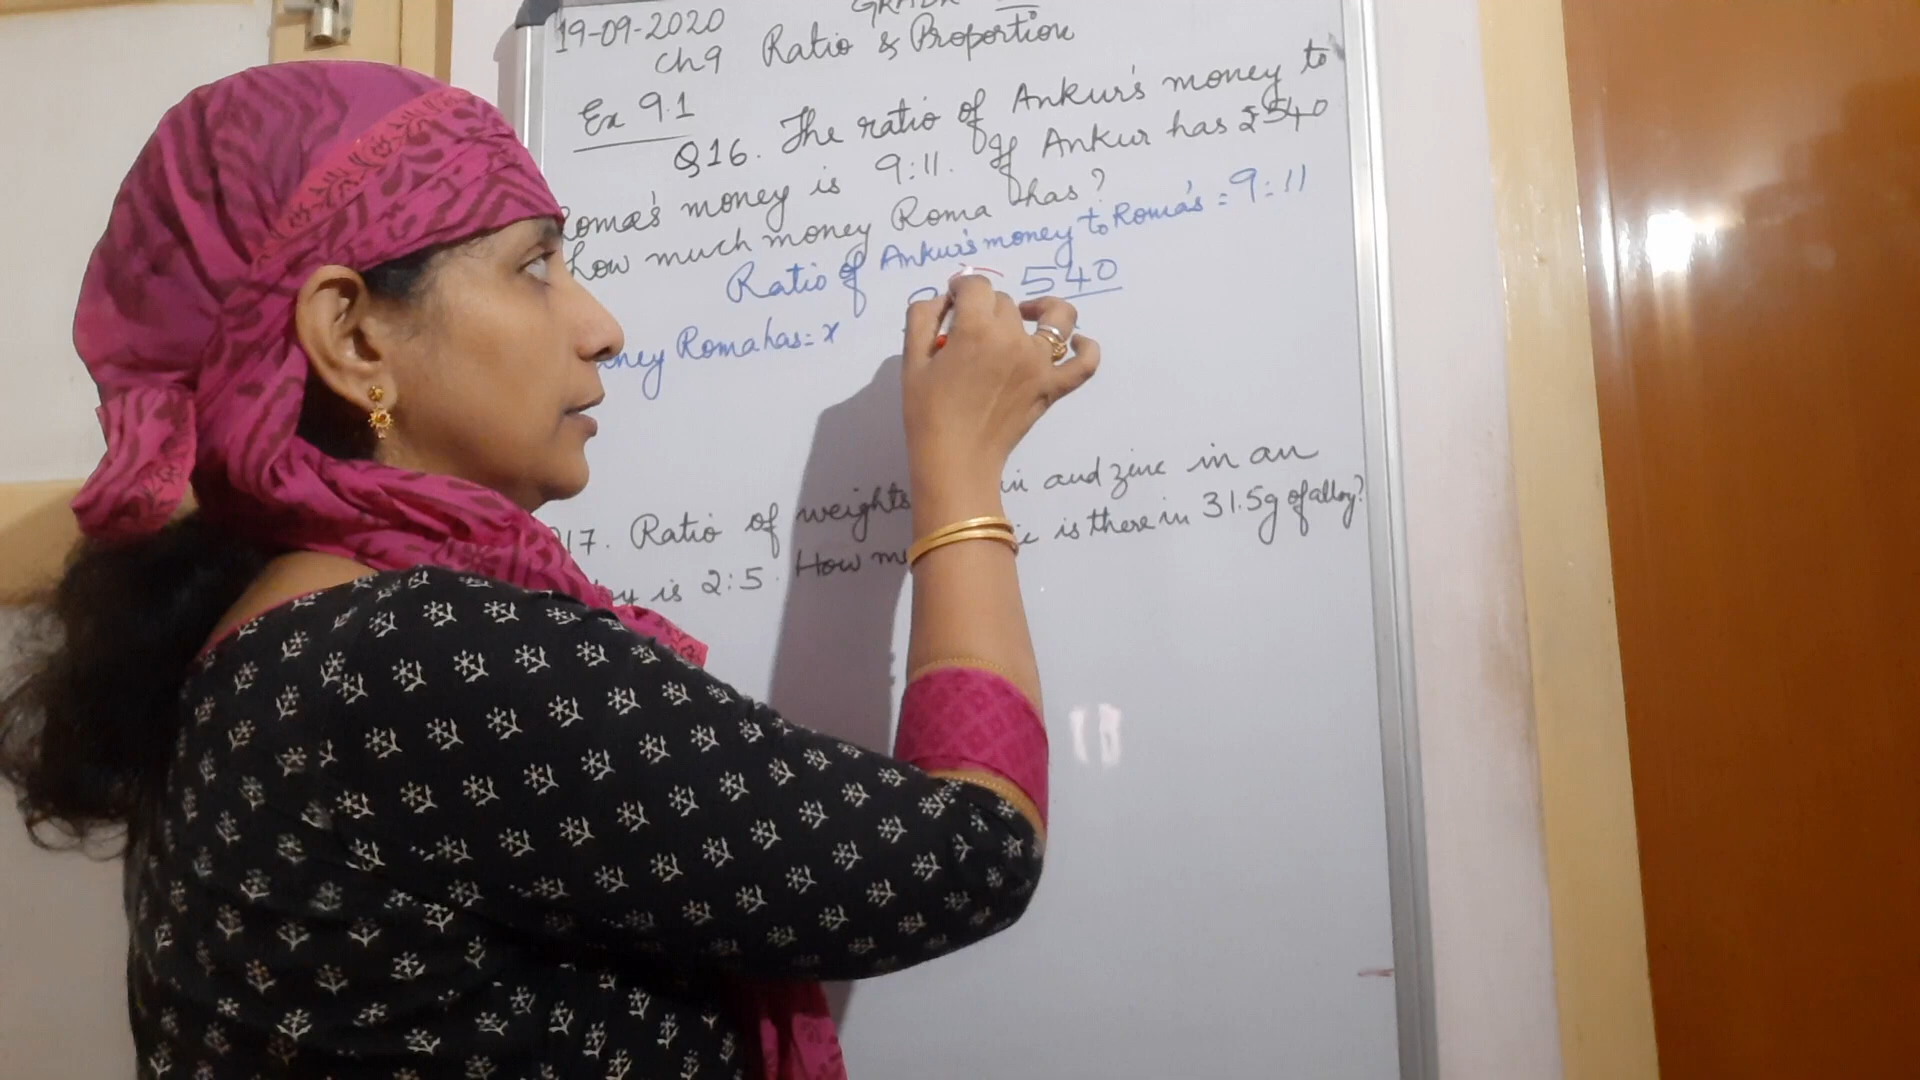 GRADE
19-09-2020
Ch9 Ratio & Proportion
Ex 9.1
Q16. The ratio of Ankur's money to
Roma's money is 9:11. If Ankur has ₹540
how much money Roma has?
Ratio of Ankur's money to Roma's = 9:11
540
Roma has = x
17. Ratio of weights in and zinc in an
is 2:5. How is there in 31.5g of alloy?